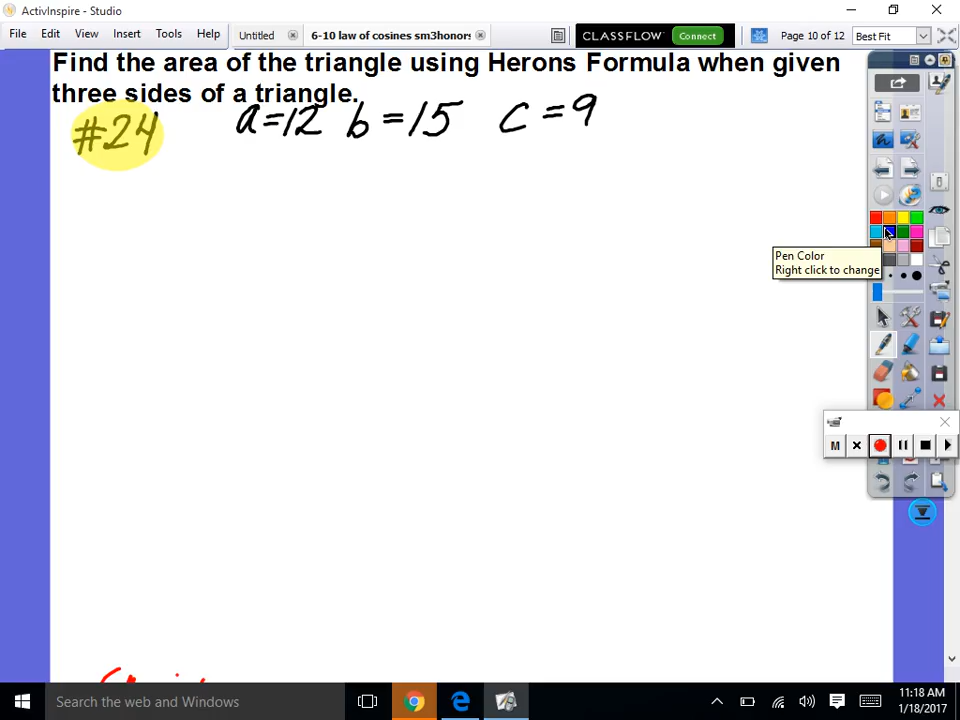 ActivInspire - Studio
File Edit View Insert Tools Help Untitled 6-10 law of cosines sm3honors CLASSFLOW Connect Page 10 of 12 Best Fit
Find the area of the triangle using Herons Formula when given
three sides of a triangle.
#24 a=12 b=15 c=9
Pen Color
Right click to change
M
Search the web and Windows
11:18 AM
1/18/2017